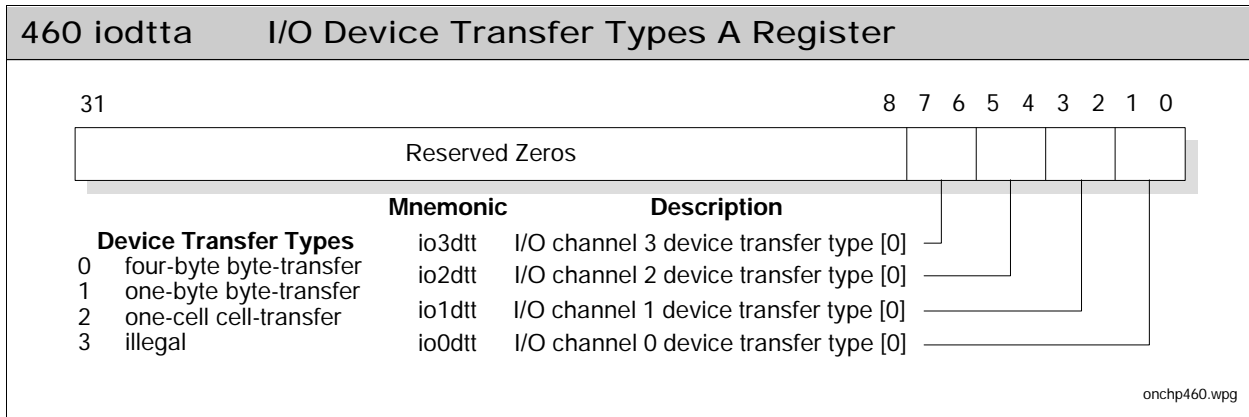 460 iodtta I/O Device Transfer Types A Register
31 8 7 6 5 4 3 2 1 0
Reserved Zeros
Mnemonic Description
Device Transfer Types
0 four-byte byte-transfer
1 one-byte byte-transfer
2 one-cell cell-transfer
3 illegal
io3dtt I/O channel 3 device transfer type [0]
io2dtt I/O channel 2 device transfer type [0]
io1dtt I/O channel 1 device transfer type [0]
io0dtt I/O channel 0 device transfer type [0]
onchp460.wpg